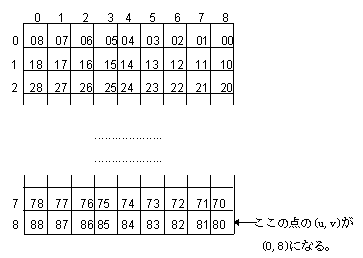 0 1 2 3 4 5 6 7 8
0 08 07 06 05 04 03 02 01 00
1 18 17 16 15 14 13 12 11 10
2 28 27 26 25 24 23 22 21 20
.....................
.....................
7 78 77 76 75 74 73 72 71 70
8 88 87 86 85 84 83 82 81 80 ここの点の(u, v)が
(0, 8)になる。